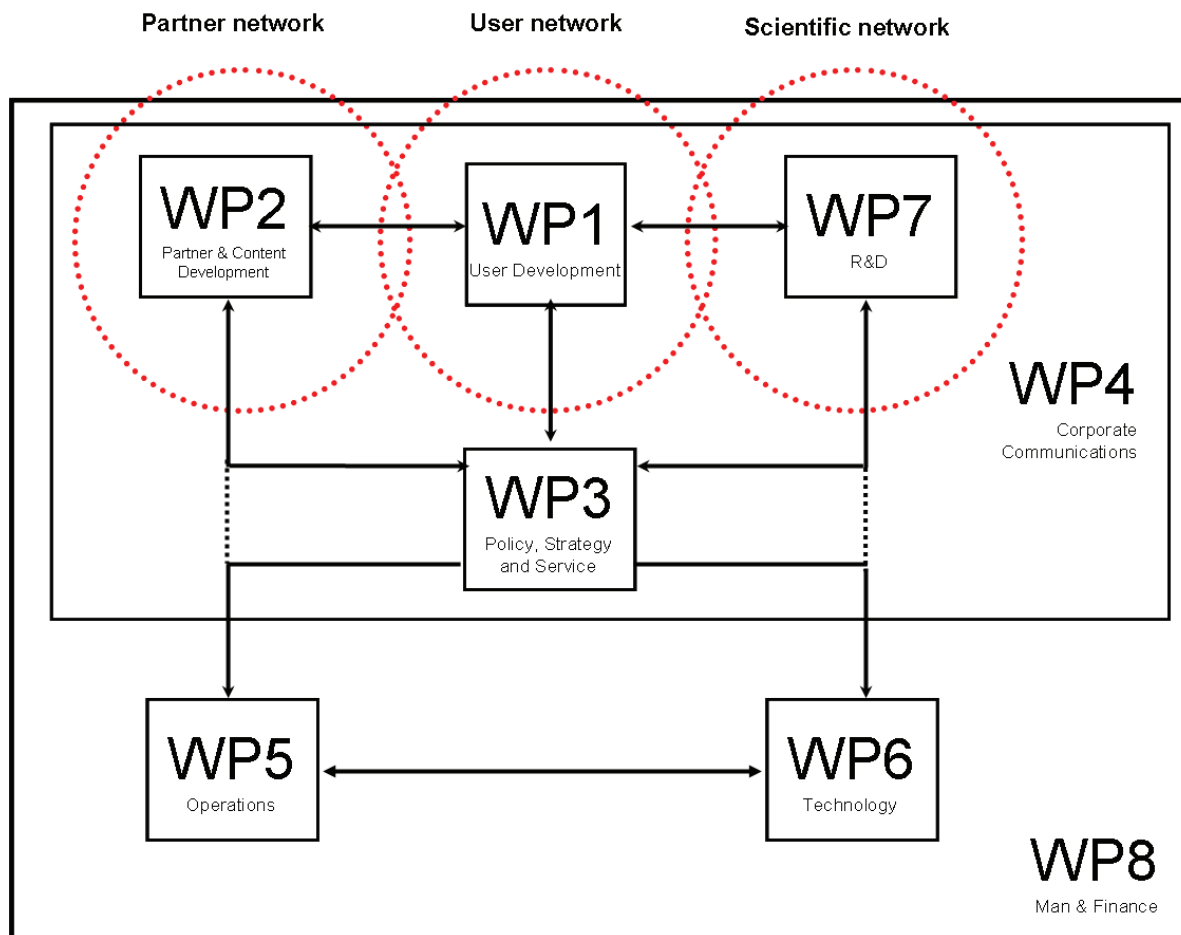 Partner network
User network
Scientific network
WP2
Partner & Content
Development
WP1
User Development
WP7
R&D
WP4
Corporate
Communications
WP3
Policy, Strategy
and Service
WP5
Operations
WP6
Technology
WP8
Man & Finance